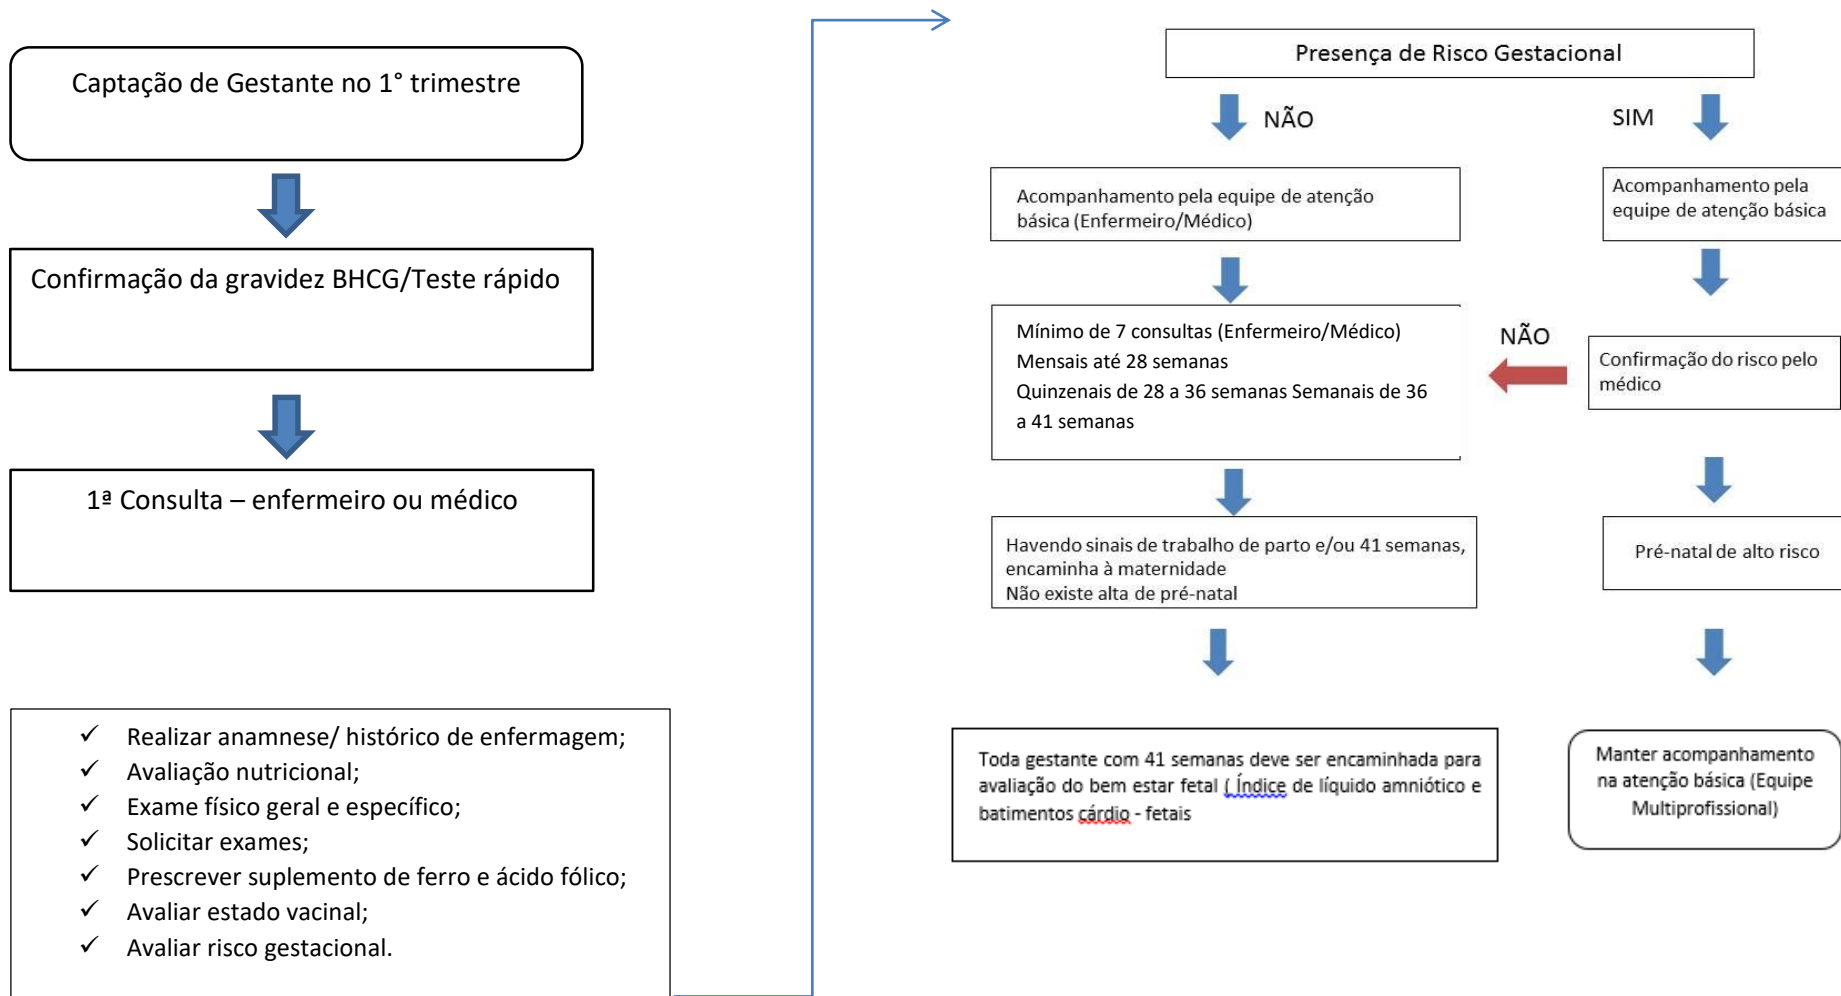 Captação de Gestante no 1° trimestre
Confirmação da gravidez BHCG/Teste rápido
1ª Consulta – enfermeiro ou médico
✓ Realizar anamnese/ histórico de enfermagem;
✓ Avaliação nutricional;
✓ Exame físico geral e específico;
✓ Solicitar exames;
✓ Prescrever suplemento de ferro e ácido fólico;
✓ Avaliar estado vacinal;
✓ Avaliar risco gestacional.
Presença de Risco Gestacional
NÃO
SIM
Acompanhamento pela equipe de atenção
básica (Enfermeiro/Médico)
Acompanhamento pela
equipe de atenção básica
Mínimo de 7 consultas (Enfermeiro/Médico)
Mensais até 28 semanas
Quinzenais de 28 a 36 semanas Semanais de 36
a 41 semanas
NÃO
Confirmação do risco pelo
médico
Havendo sinais de trabalho de parto e/ou 41 semanas,
encaminha à maternidade
Não existe alta de pré-natal
Pré-natal de alto risco
Toda gestante com 41 semanas deve ser encaminhada para
avaliação do bem estar fetal ( Índice de líquido amniótico e
batimentos cárdio - fetais
Manter acompanhamento
na atenção básica (Equipe
Multiprofissional)